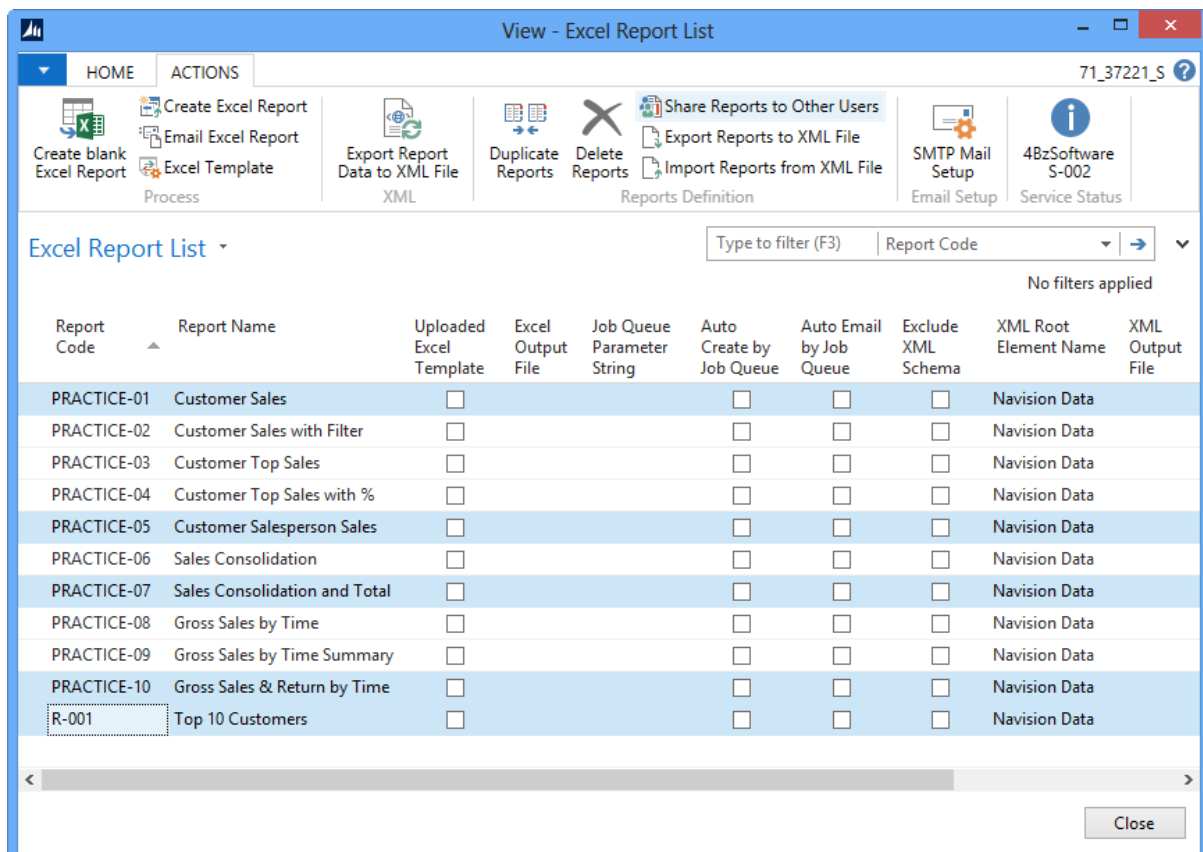 View - Excel Report List
HOME ACTIONS 71_37221_S
Create blank Excel Report
Create Excel Report
Email Excel Report
Excel Template
Process
Export Report Data to XML File
XML
Duplicate Reports
Delete Reports
Share Reports to Other Users
Export Reports to XML File
Import Reports from XML File
Reports Definition
SMTP Mail Setup
Email Setup
4BzSoftware S-002
Service Status
Excel Report List
Type to filter (F3) Report Code
No filters applied
Report Code Report Name Uploaded Excel Template Excel Output File Job Queue Parameter String Auto Create by Job Queue Auto Email by Job Queue Exclude XML Schema XML Root Element Name XML Output File
PRACTICE-01 Customer Sales Navision Data
PRACTICE-02 Customer Sales with Filter Navision Data
PRACTICE-03 Customer Top Sales Navision Data
PRACTICE-04 Customer Top Sales with % Navision Data
PRACTICE-05 Customer Salesperson Sales Navision Data
PRACTICE-06 Sales Consolidation Navision Data
PRACTICE-07 Sales Consolidation and Total Navision Data
PRACTICE-08 Gross Sales by Time Navision Data
PRACTICE-09 Gross Sales by Time Summary Navision Data
PRACTICE-10 Gross Sales & Return by Time Navision Data
R-001 Top 10 Customers Navision Data
Close